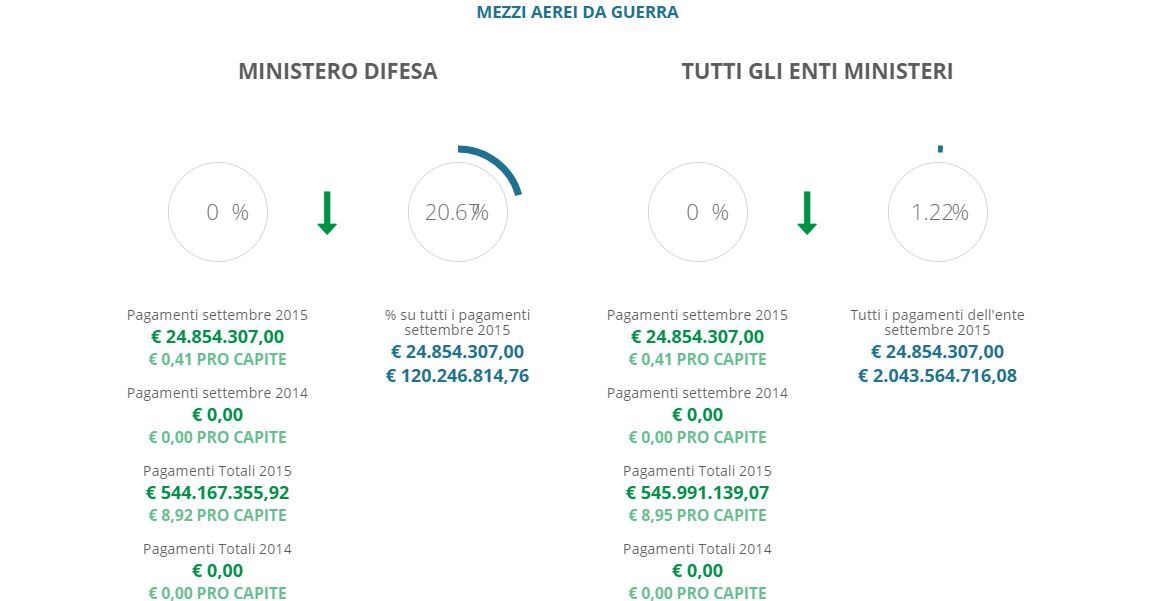 MEZZI AEREI DA GUERRA
MINISTERO DIFESA
0 %
20.67%
Pagamenti settembre 2015
€ 24.854.307,00
€ 0,41 PRO CAPITE
Pagamenti settembre 2014
€ 0,00
€ 0,00 PRO CAPITE
Pagamenti Totali 2015
€ 544.167.355,92
€ 8,92 PRO CAPITE
Pagamenti Totali 2014
€ 0,00
€ 0,00 PRO CAPITE
% su tutti i pagamenti
settembre 2015
€ 24.854.307,00
€ 120.246.814,76
TUTTI GLI ENTI MINISTERI
0 %
1.22%
Pagamenti settembre 2015
€ 24.854.307,00
€ 0,41 PRO CAPITE
Pagamenti settembre 2014
€ 0,00
€ 0,00 PRO CAPITE
Pagamenti Totali 2015
€ 545.991.139,07
€ 8,95 PRO CAPITE
Pagamenti Totali 2014
€ 0,00
€ 0,00 PRO CAPITE
Tutti i pagamenti dell'ente
settembre 2015
€ 24.854.307,00
€ 2.043.564.716,08